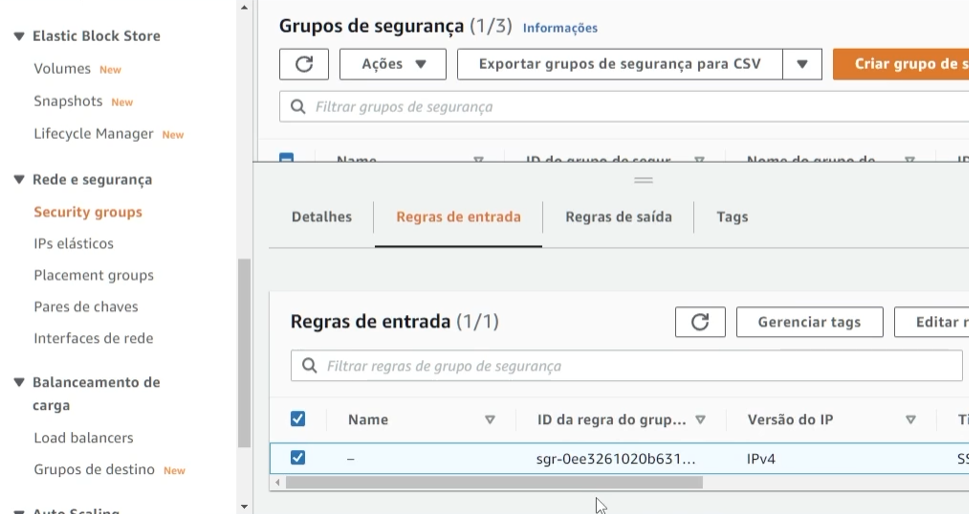 Elastic Block Store
Volumes New
Snapshots New
Lifecycle Manager New
Rede e segurança
Security groups
IPs elásticos
Placement groups
Pares de chaves
Interfaces de rede
Balanceamento de
carga
Load balancers
Grupos de destino New
Auto Scaling
Grupos de segurança (1/3) Informações
Ações
Exportar grupos de segurança para CSV
Criar grupo de s
Filtrar grupos de segurança
Name ID do grupo de segur... Nome do grupo de... ID
Detalhes Regras de entrada Regras de saída Tags
Regras de entrada (1/1)
Gerenciar tags
Editar r
Filtrar regras de grupo de segurança
Name ID da regra do grup... Versão do IP Ti
– sgr-0ee3261020b631... IPv4 SS